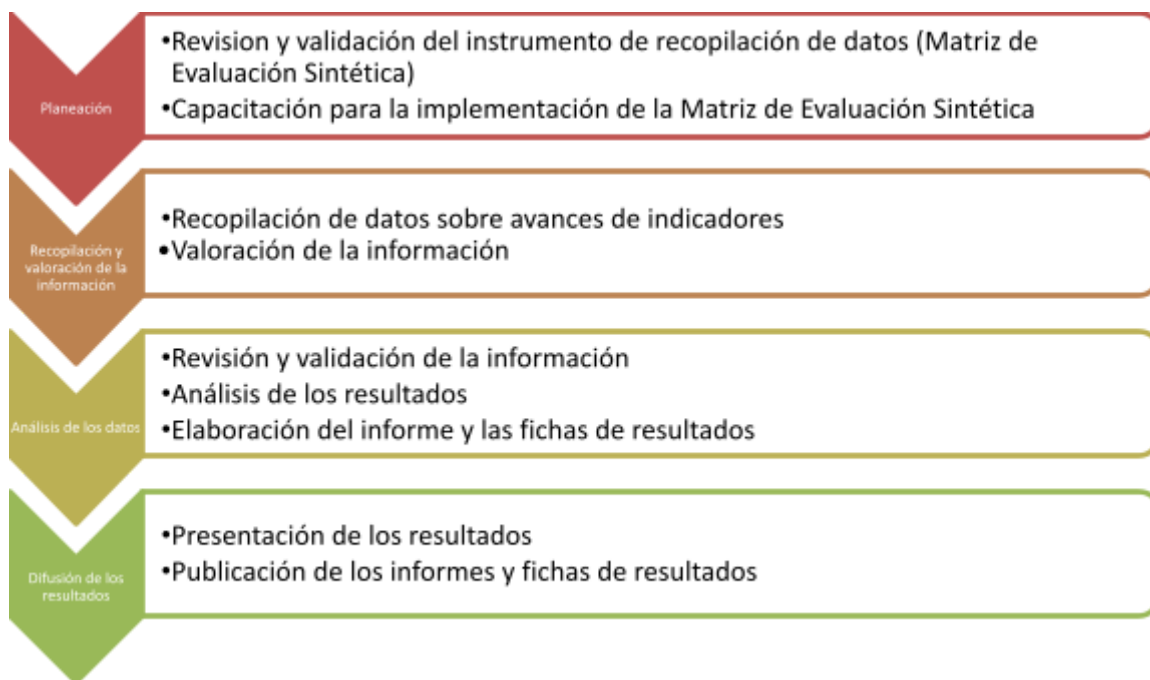 Planeación
•Revision y validación del instrumento de recopilación de datos (Matriz de
Evaluación Sintética)
•Capacitación para la implementación de la Matriz de Evaluación Sintética
Recopilación y
valoración de la
información
•Recopilación de datos sobre avances de indicadores
•Valoración de la información
Análisis de los datos
•Revisión y validación de la información
•Análisis de los resultados
•Elaboración del informe y las fichas de resultados
Difusión de los
resultados
•Presentación de los resultados
•Publicación de los informes y fichas de resultados